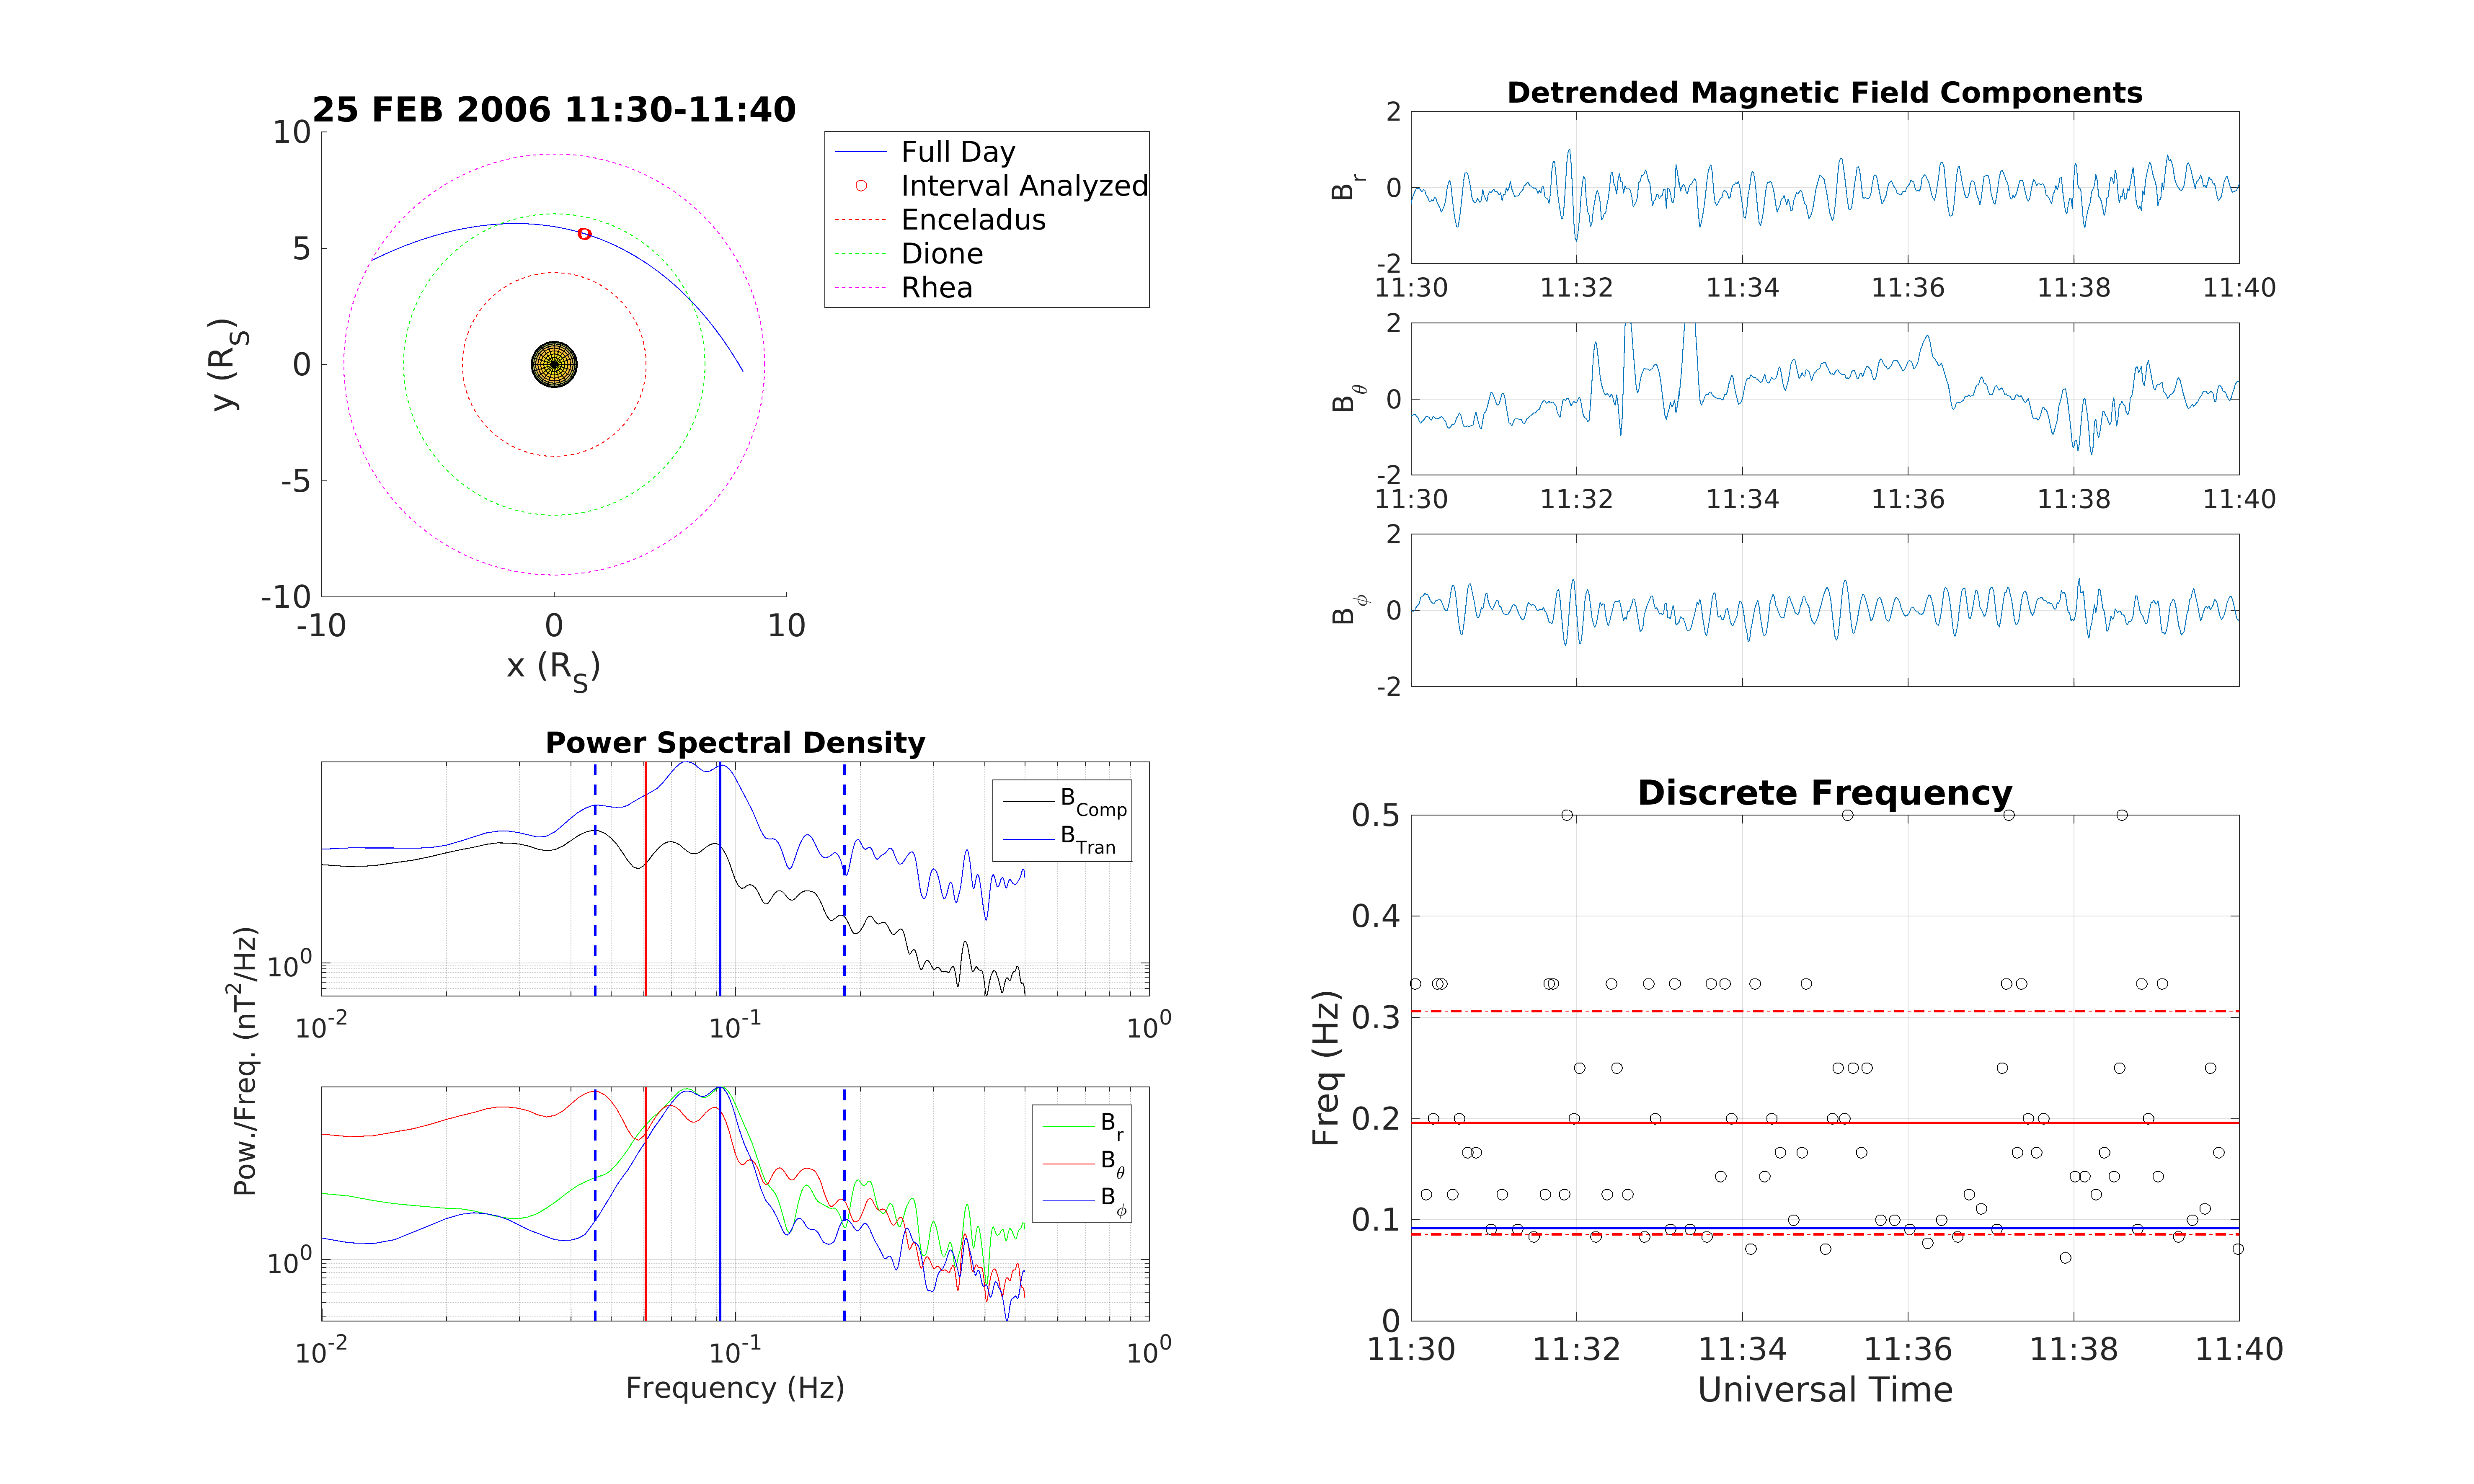 25 FEB 2006 11:30-11:40
10
5
0
-5
-10
y (R_S)
-10 0 10
x (R_S)
Full Day
Interval Analyzed
Enceladus
Dione
Rhea
Detrended Magnetic Field Components
2
0
-2
B_r
11:30 11:32 11:34 11:36 11:38 11:40
2
0
-2
B_θ
11:30 11:32 11:34 11:36 11:38 11:40
2
0
-2
B_ϕ
Power Spectral Density
B_Comp
B_Tran
10^0
10^-2 10^-1 10^0
Pow./Freq. (nT^2/Hz)
B_r
B_θ
B_ϕ
10^0
10^-2 10^-1 10^0
Frequency (Hz)
Discrete Frequency
0.5
0.4
0.3
0.2
0.1
0
Freq (Hz)
11:30 11:32 11:34 11:36 11:38 11:40
Universal Time